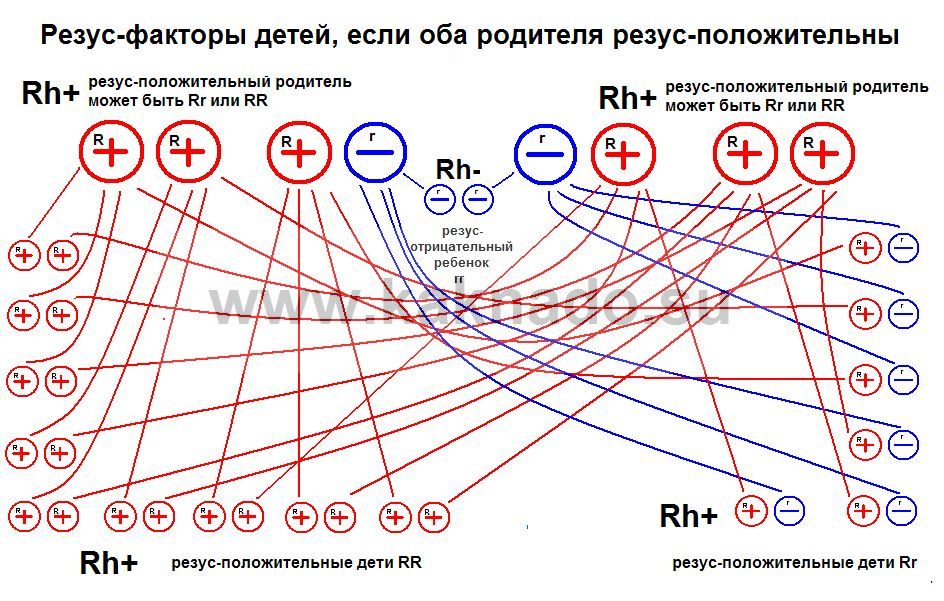 Резус-факторы детей, если оба родителя резус-положительны
Rh+ резус-положительный родитель
может быть Rr или RR
Rh+ резус-положительный родитель
может быть Rr или RR
R R R r r R R R
Rh-
r r
резус-
отрицательный
ребенок
rr
www.kaknado.su
R R R r
R R R r
R R R r
R R R r
R R R R R R R R R R
Rh+ R r R r
Rh+ резус-положительные дети RR
резус-положительные дети Rr